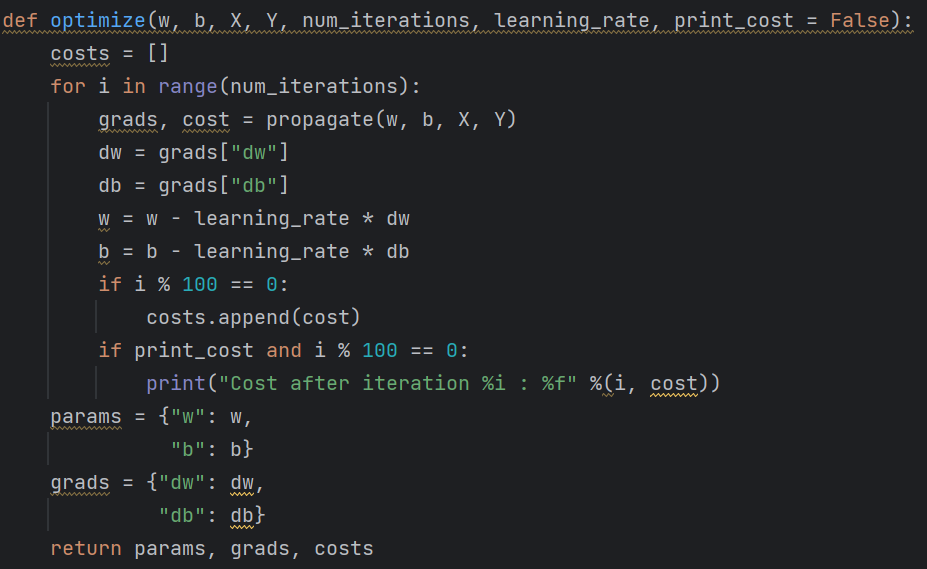 def optimize(w, b, X, Y, num_iterations, learning_rate, print_cost = False):
    costs = []
    for i in range(num_iterations):
        grads, cost = propagate(w, b, X, Y)
        dw = grads["dw"]
        db = grads["db"]
        w = w - learning_rate * dw
        b = b - learning_rate * db
        if i % 100 == 0:
            costs.append(cost)
        if print_cost and i % 100 == 0:
            print("Cost after iteration %i : %f" %(i, cost))
    params = {"w": w,
              "b": b}
    grads = {"dw": dw,
             "db": db}
    return params, grads, costs